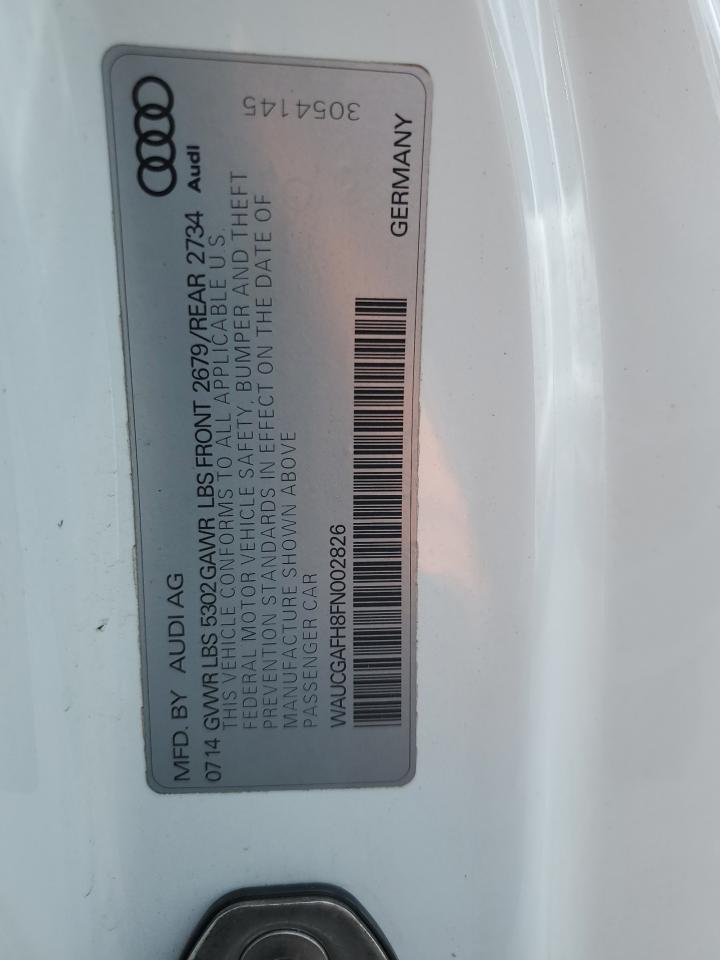 MFD. BY AUDI AG
Audi
0714 GVWR LBS 5302 GAWR LBS FRONT 2679/REAR 2734
THIS VEHICLE CONFORMS TO ALL APPLICABLE U.S.
FEDERAL MOTOR VEHICLE SAFETY, BUMPER AND THEFT
PREVENTION STANDARDS IN EFFECT ON THE DATE OF
MANUFACTURE SHOWN ABOVE
PASSENGER CAR
3054145
WAUCGAFH8FN002826
GERMANY